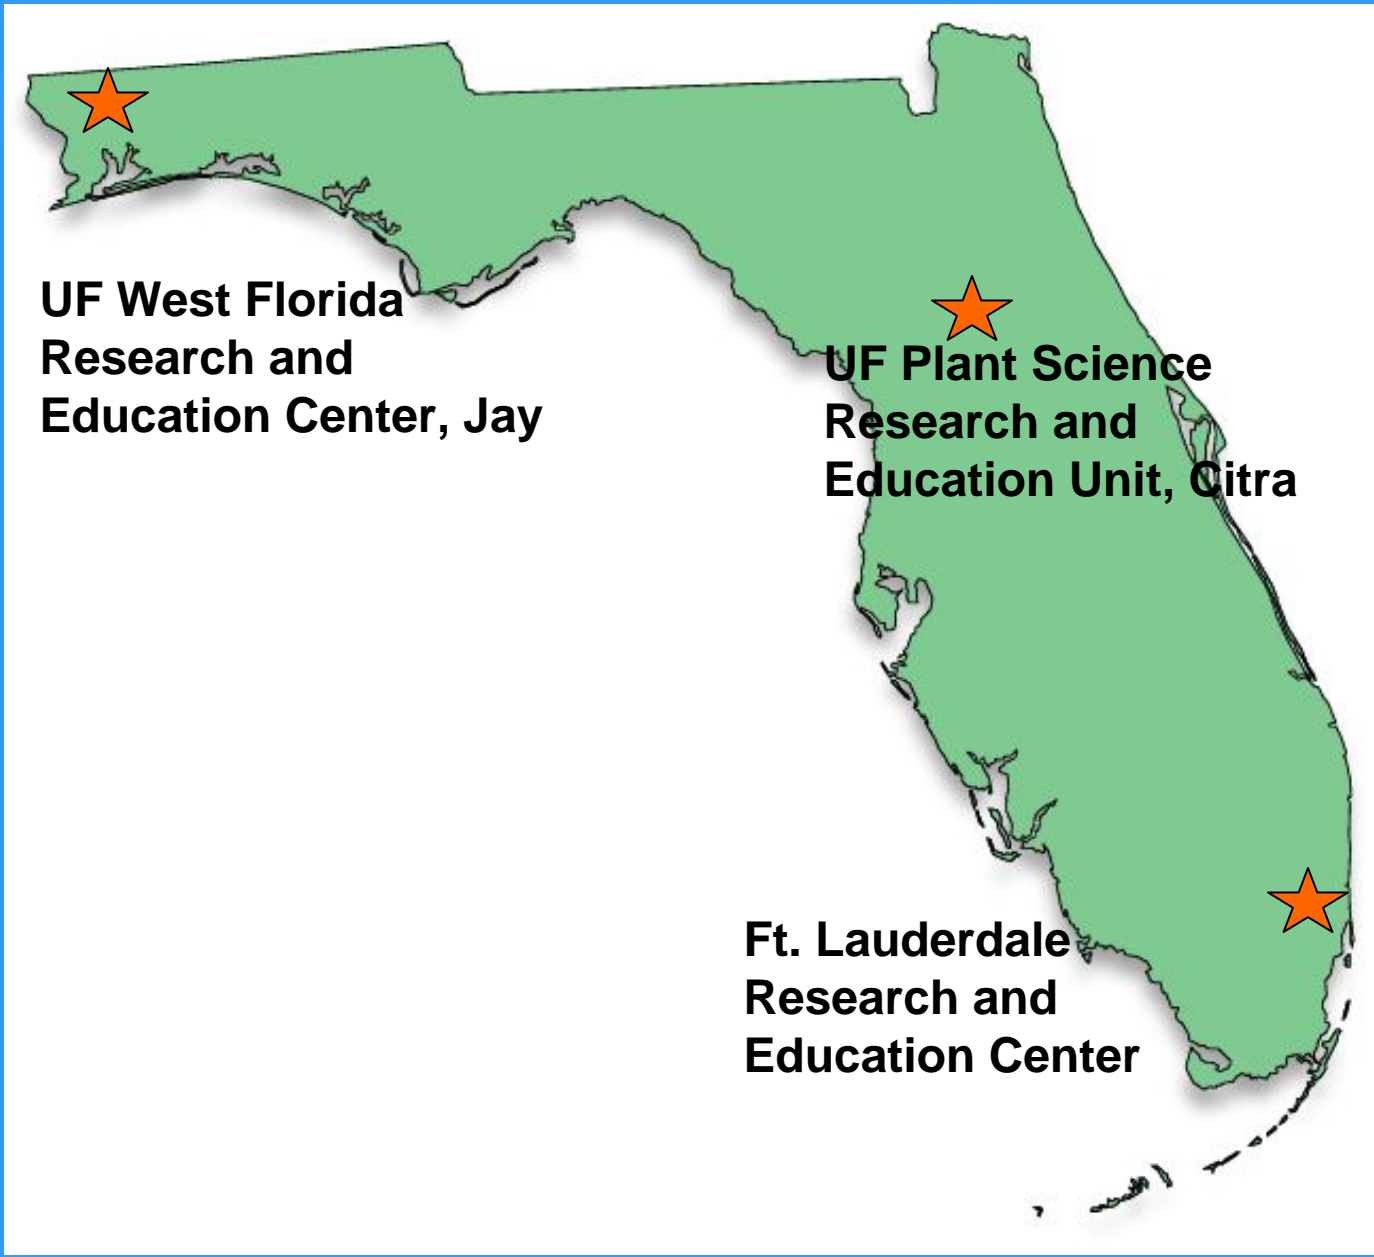 UF West Florida
Research and
Education Center, Jay
UF Plant Science
Research and
Education Unit, Citra
Ft. Lauderdale
Research and
Education Center